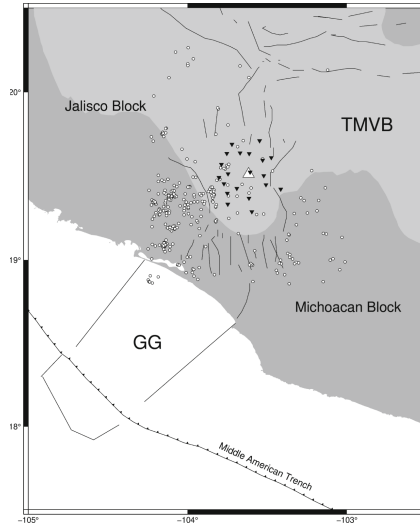 20°
Jalisco Block
TMVB
19°
Michoacan Block
GG
18°
Middle American Trench
−105°
−104°
−103°